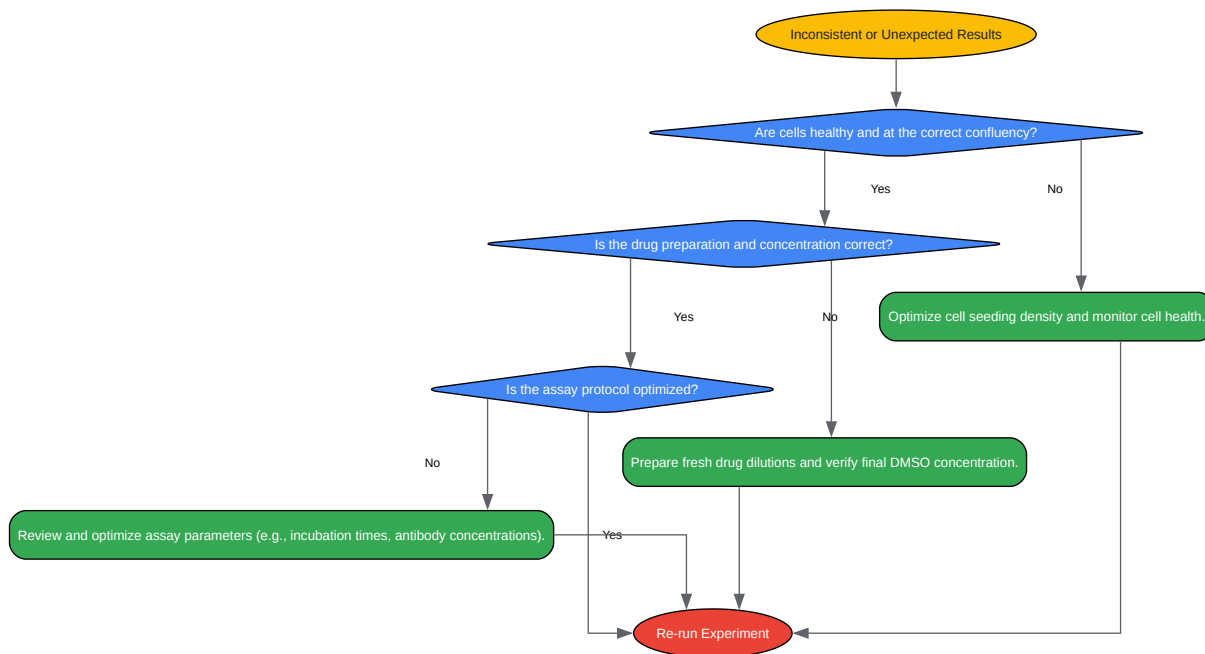 Inconsistent or Unexpected Results
Are cells healthy and at the correct confluency?
Yes
No
Is the drug preparation and concentration correct?
Yes
No
Optimize cell seeding density and monitor cell health.
Is the assay protocol optimized?
No
Prepare fresh drug dilutions and verify final DMSO concentration.
Review and optimize assay parameters (e.g., incubation times, antibody concentrations).
Yes
Re-run Experiment